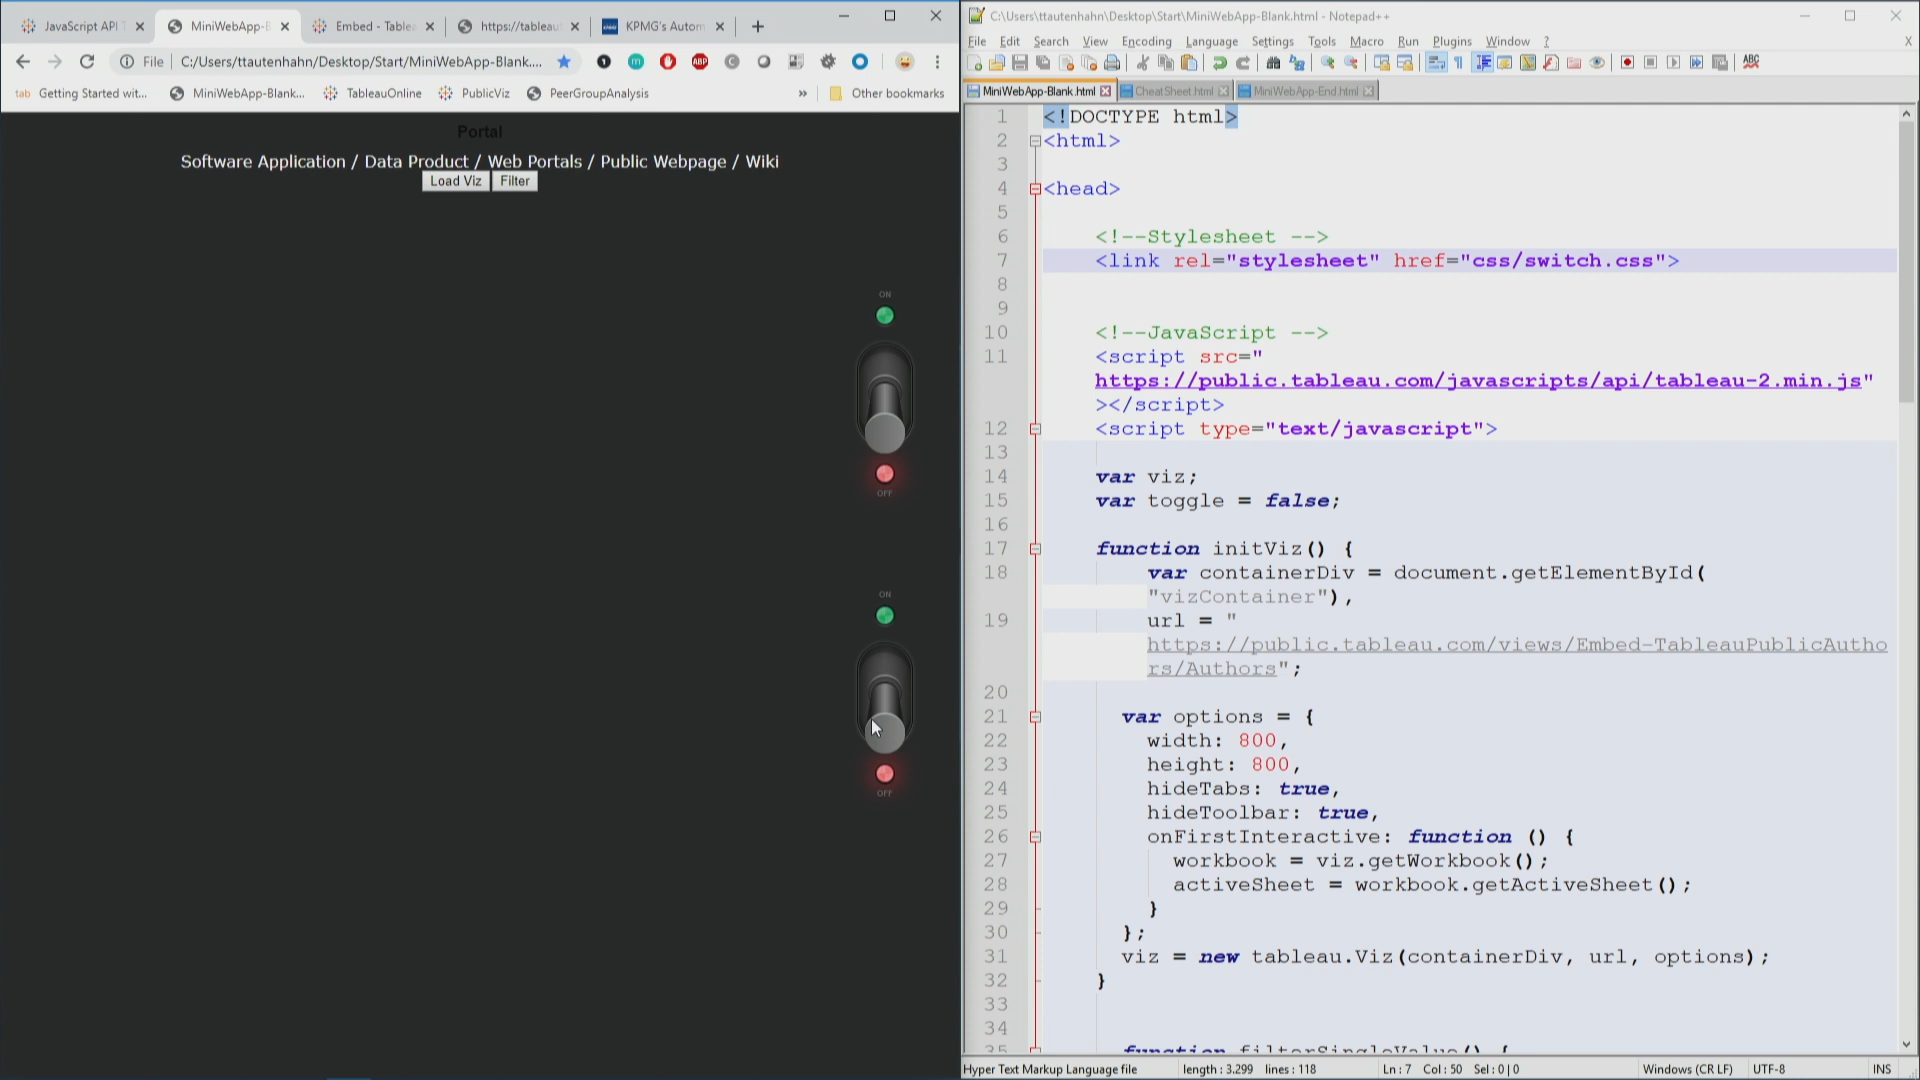 JavaScript API T
MiniWebApp-B
Embed - Tablea
https://tableau
KPMG's Autom
File
C:/Users/ttautenhahn/Desktop/Start/MiniWebApp-Blank....
ABP
tab Getting Started wit...
MiniWebApp-Blank...
TableauOnline
PublicViz
PeerGroupAnalysis
»
Other bookmarks
Portal
Software Application / Data Product / Web Portals / Public Webpage / Wiki
Load Viz
Filter
ON
OFF
ON
OFF
C:\Users\ttautenhahn\Desktop\Start\MiniWebApp-Blank.html - Notepad++
File Edit Search View Encoding Language Settings Tools Macro Run Plugins Window ?
X
ABC
MiniWebApp-Blank.html
CheatSheet.html
MiniWebApp-End.html
1 <!DOCTYPE html>
2 <html>
3
4 <head>
5
6 <!--Stylesheet -->
7 <link rel="stylesheet" href="css/switch.css">
8
9
10 <!--JavaScript -->
11 <script src="
https://public.tableau.com/javascripts/api/tableau-2.min.js"
></script>
12 <script type="text/javascript">
13
14 var viz;
15 var toggle = false;
16
17 function initViz() {
18 var containerDiv = document.getElementById(
"vizContainer"),
19 url = "
https://public.tableau.com/views/Embed-TableauPublicAutho
rs/Authors";
20
21 var options = {
22 width: 800,
23 height: 800,
24 hideTabs: true,
25 hideToolbar: true,
26 onFirstInteractive: function () {
27 workbook = viz.getWorkbook();
28 activeSheet = workbook.getActiveSheet();
29 }
30 };
31 viz = new tableau.Viz(containerDiv, url, options);
32 }
33
34
35 function filterSingleValue() {
Hyper Text Markup Language file
length : 3.299 lines : 118
Ln : 7 Col : 50 Sel : 0 | 0
Windows (CR LF)
UTF-8
INS